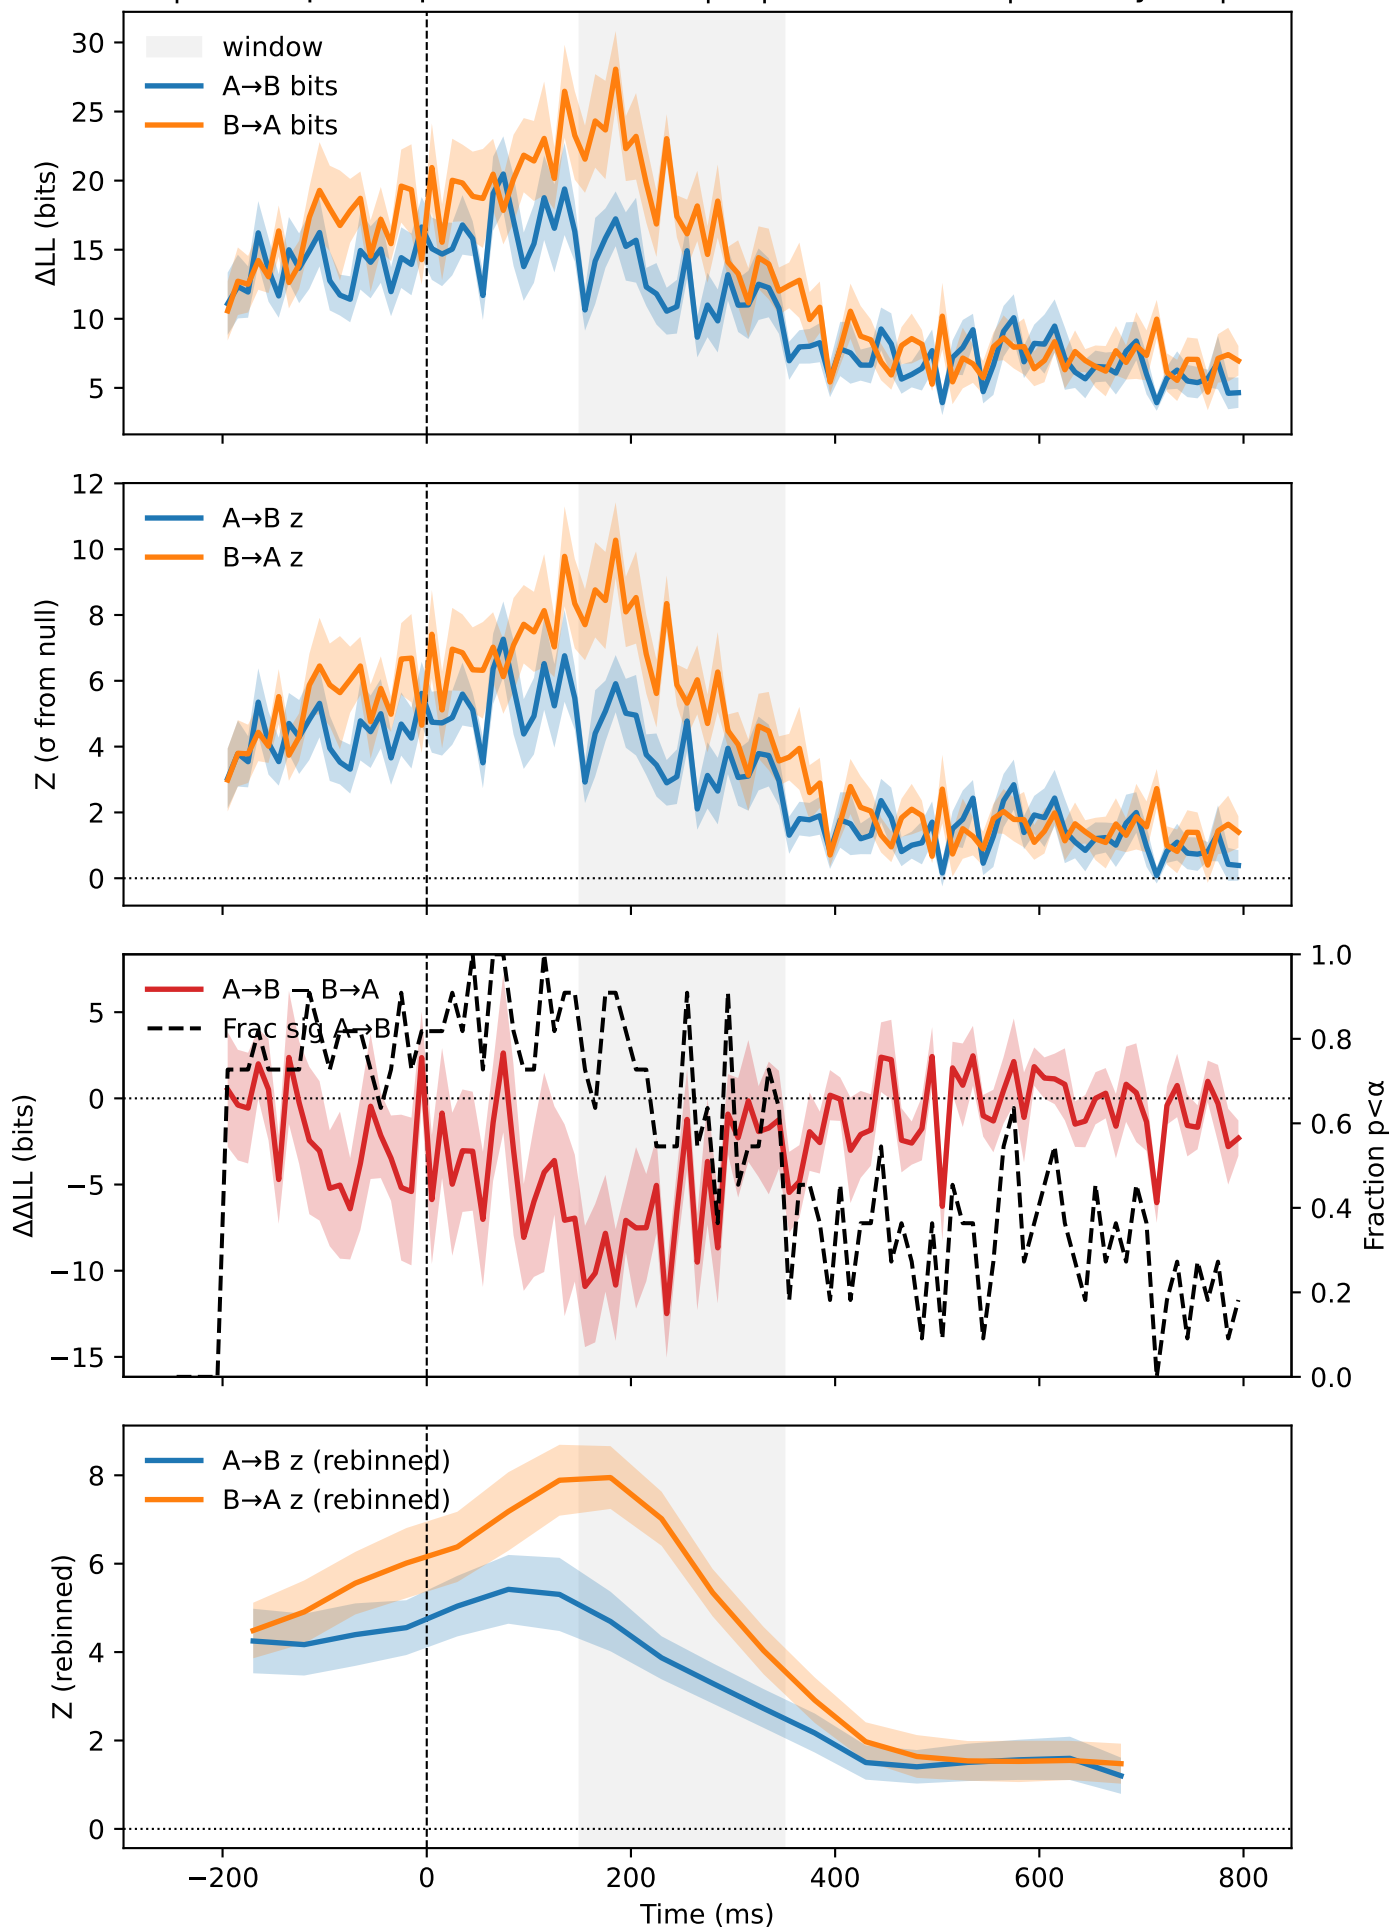 30
25
20
15
10
5
ΔLL (bits)
window
A→B bits
B→A bits
12
10
8
6
4
2
0
Z (σ from null)
A→B z
B→A z
5
0
−5
−10
−15
ΔΔLL (bits)
A→B − B→A
Frac sig A→B
1.0
0.8
0.6
0.4
0.2
0.0
Fraction p<α
8
6
4
2
0
Z (rebinned)
A→B z (rebinned)
B→A z (rebinned)
−200
0
200
400
600
800
Time (ms)